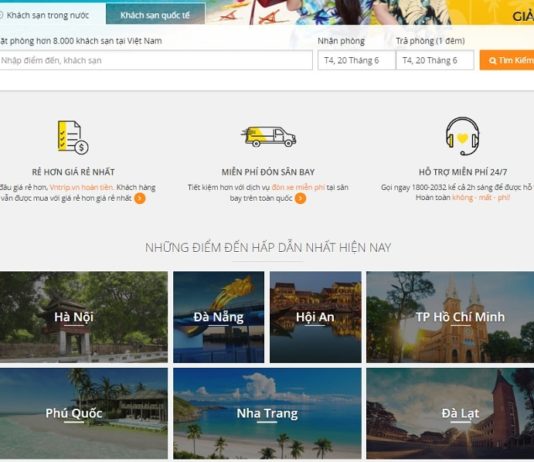 Khách sạn trong nước
Khách sạn quốc tế
GIẢ
ặt phòng hơn 8.000 khách sạn tại Việt Nam
Nhận phòng
Trả phòng (1 đêm)
Nhập điểm đến, khách sạn
T4, 20 Tháng 6
T4, 20 Tháng 6
Tìm Kiếm
RẺ HƠN GIÁ RẺ NHẤT
đâu giá rẻ hơn, Vntrip.vn hoàn tiền. Khách hàng
vẫn được mua với giá rẻ hơn giá rẻ nhất
MIỄN PHÍ ĐÓN SÂN BAY
Tiết kiệm hơn với dịch vụ đón xe miễn phí tại sân
bay trên toàn quốc
HỖ TRỢ MIỄN PHÍ 24/7
Gọi ngay 1800-2032 kể cả 2h sáng để được hỗ
Hoàn toàn không - mất - phí!
NHỮNG ĐIỂM ĐẾN HẤP DẪN NHẤT HIỆN NAY
Hà Nội
Đà Nẵng
Hội An
TP Hồ Chí Minh
Phú Quốc
Nha Trang
Đà Lạt